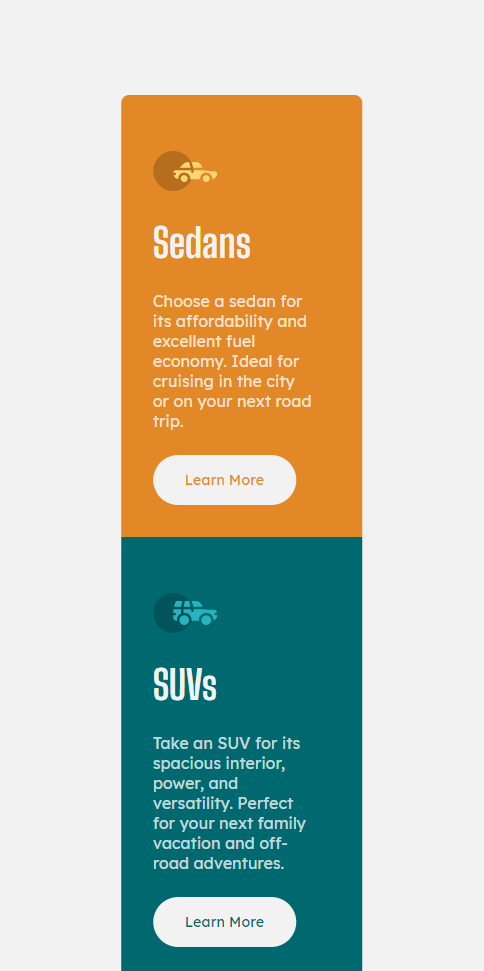 Sedans
Choose a sedan for
its affordability and
excellent fuel
economy. Ideal for
cruising in the city
or on your next road
trip.
Learn More
SUVs
Take an SUV for its
spacious interior,
power, and
versatility. Perfect
for your next family
vacation and off-
road adventures.
Learn More